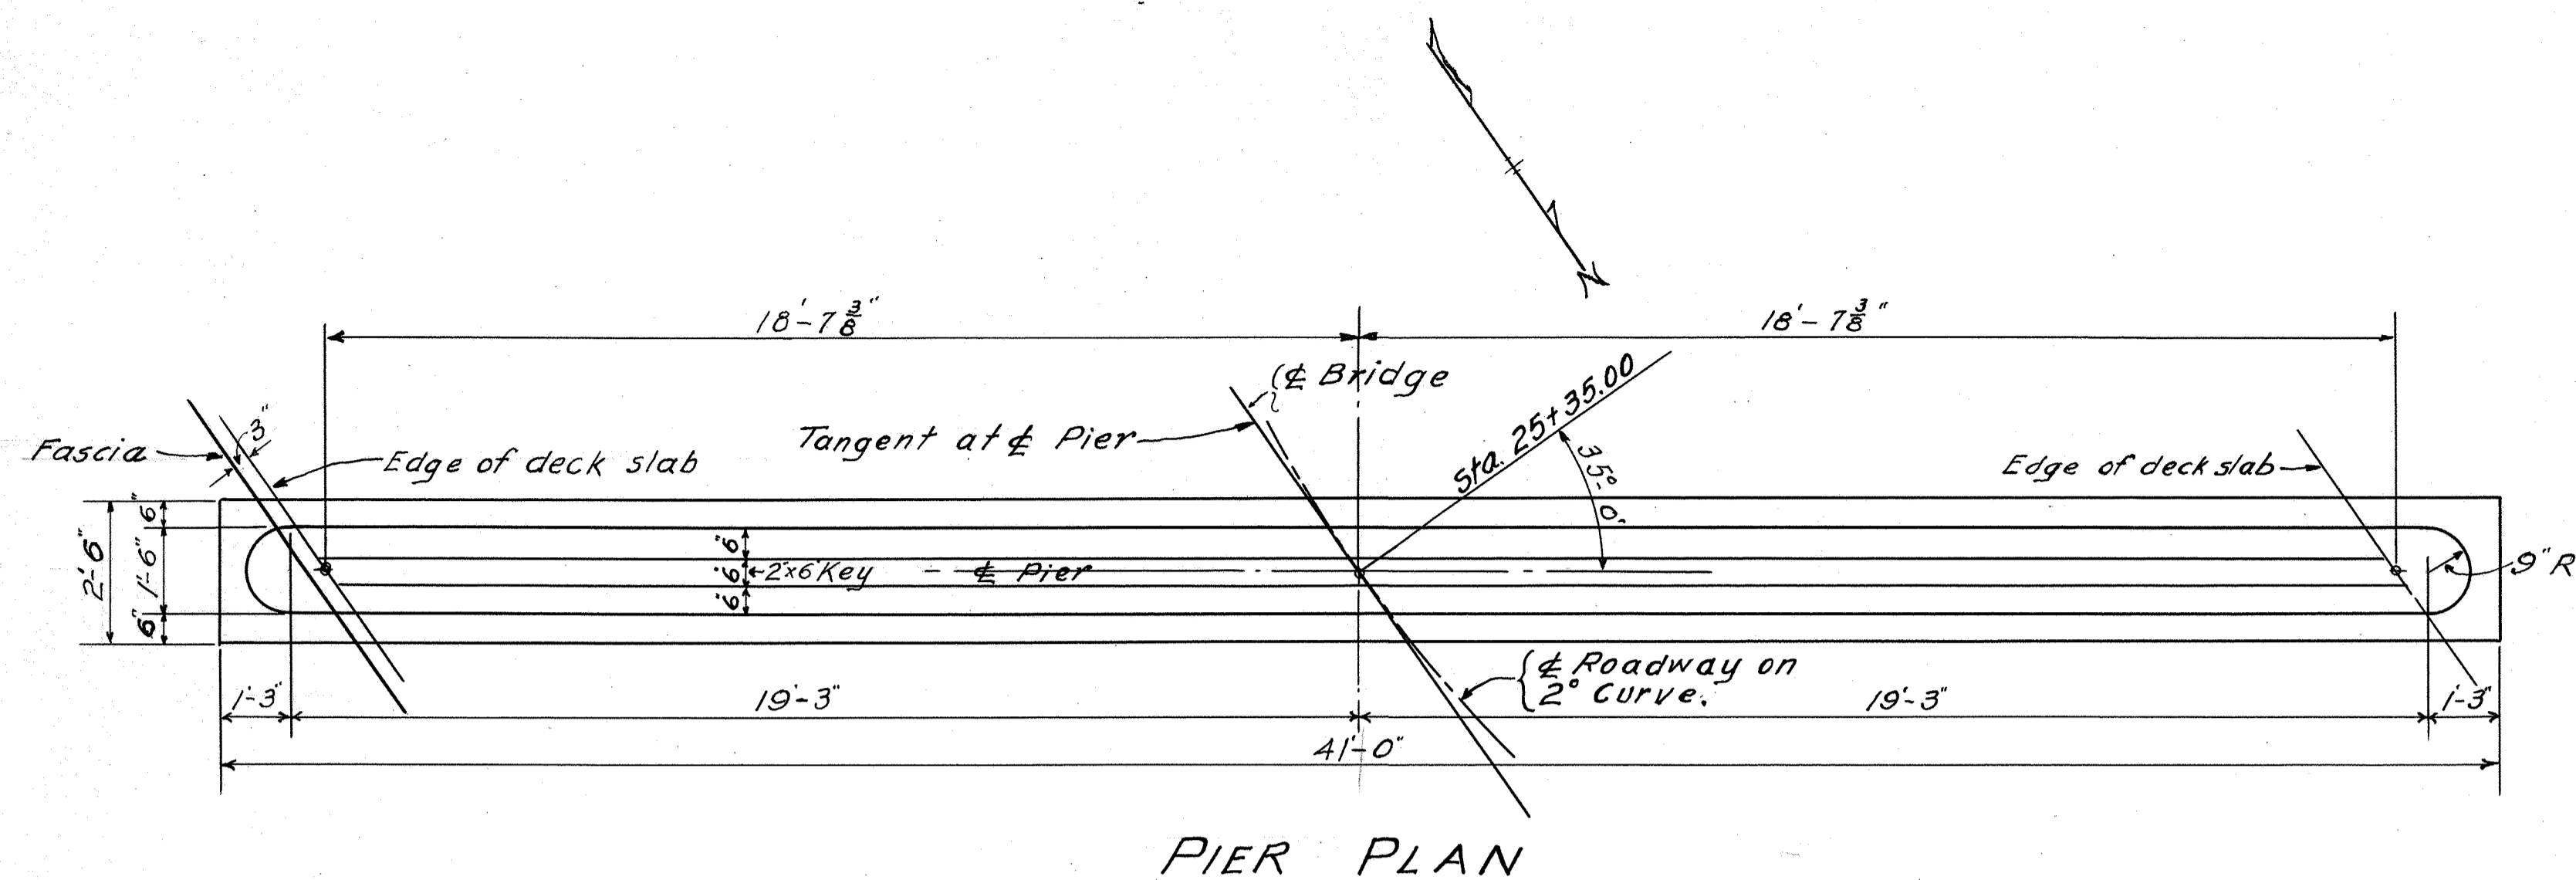 N
18'-7 3/8"
18'-7 3/8"
℄ Bridge
Sta. 25+35.00
35°-0'
3"
Fascia
Edge of deck slab
Tangent at ℄ Pier
Edge of deck slab
6"
1'-6"
6"
2'-6"
6"
6"
6"
2"x6" Key
℄ Pier
9" R
℄ Roadway on
2° Curve.
1'-3"
19'-3"
19'-3"
1'-3"
41'-0"
PIER PLAN